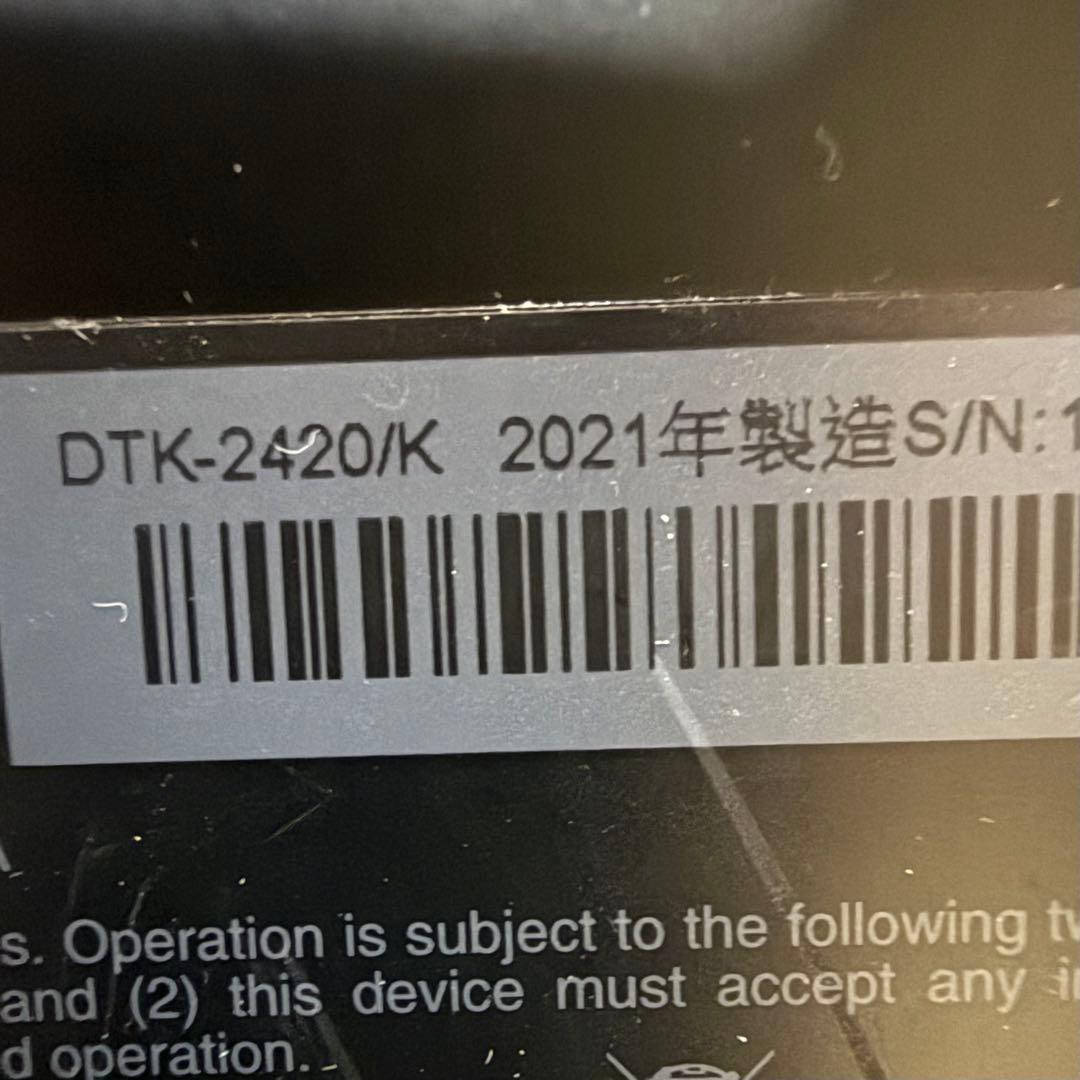 DTK-2420/K 2021年製造S/N:1
s. Operation is subject to the following
and (2) this device must accept any
d operation.